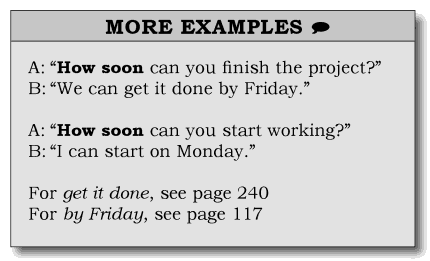 MORE EXAMPLES
A: “How soon can you finish the project?”
B: “We can get it done by Friday.”
A: “How soon can you start working?”
B: “I can start on Monday.”
For get it done, see page 240
For by Friday, see page 117